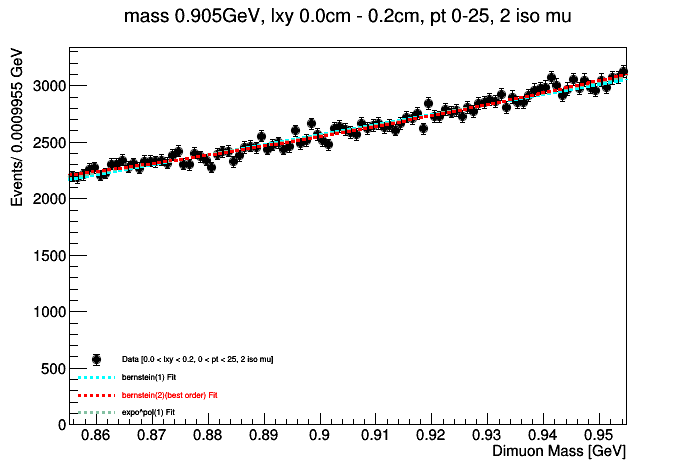 mass 0.905GeV, lxy 0.0cm - 0.2cm, pt 0-25, 2 iso mu
Events/ 0.0009955 GeV
3000
2500
2000
1500
1000
500
0
Data [0.0 < lxy < 0.2, 0 < pt < 25, 2 iso mu]
bernstein(1) Fit
bernstein(2)(best order) Fit
expo*pol(1) Fit
0.86 0.87 0.88 0.89 0.9 0.91 0.92 0.93 0.94 0.95
Dimuon Mass [GeV]